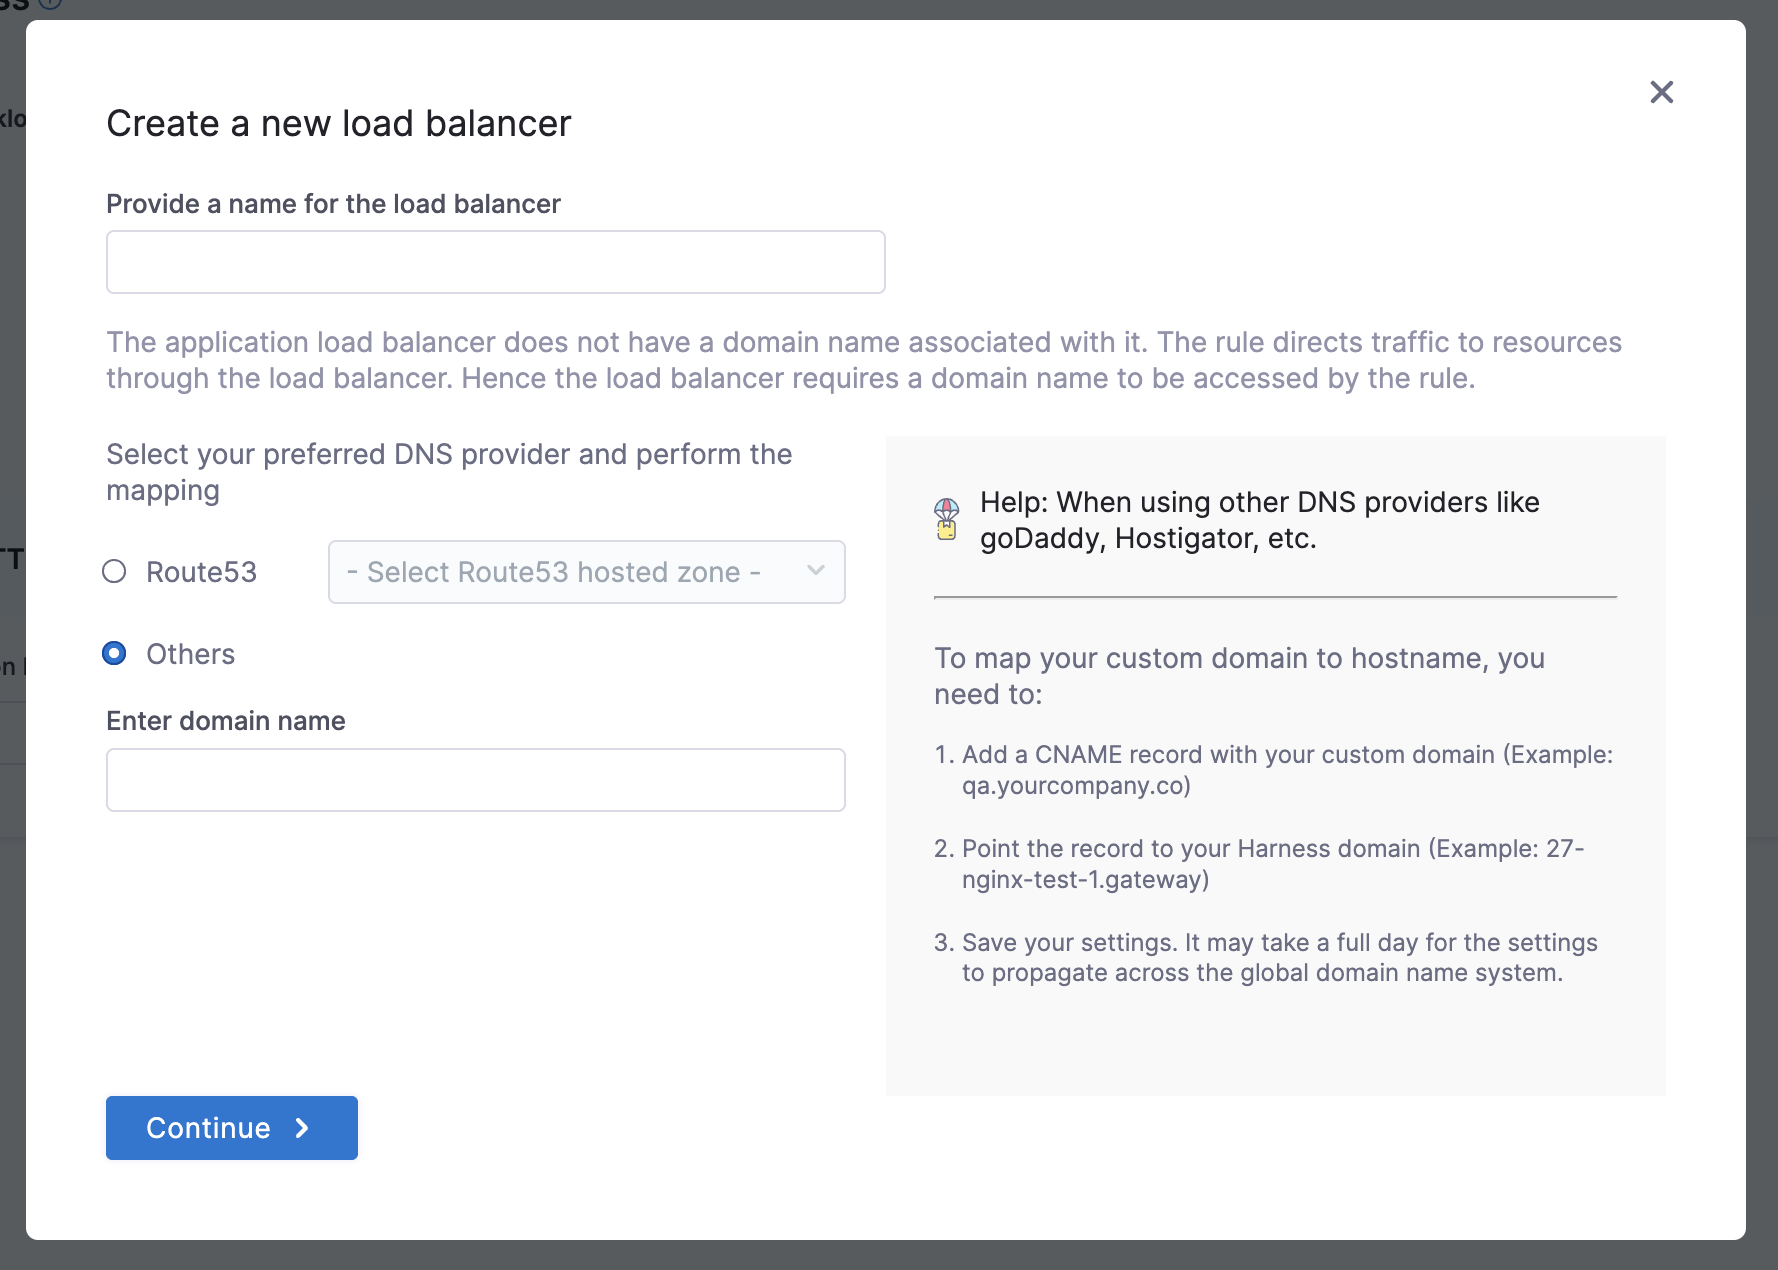 Create a new load balancer
Provide a name for the load balancer
The application load balancer does not have a domain name associated with it. The rule directs traffic to resources
through the load balancer. Hence the load balancer requires a domain name to be accessed by the rule.
Select your preferred DNS provider and perform the
mapping
Route53
- Select Route53 hosted zone -
Others
Enter domain name
Help: When using other DNS providers like
goDaddy, Hostigator, etc.
To map your custom domain to hostname, you
need to:
1. Add a CNAME record with your custom domain (Example:
qa.yourcompany.co)
2. Point the record to your Harness domain (Example: 27-
nginx-test-1.gateway)
3. Save your settings. It may take a full day for the settings
to propagate across the global domain name system.
Continue